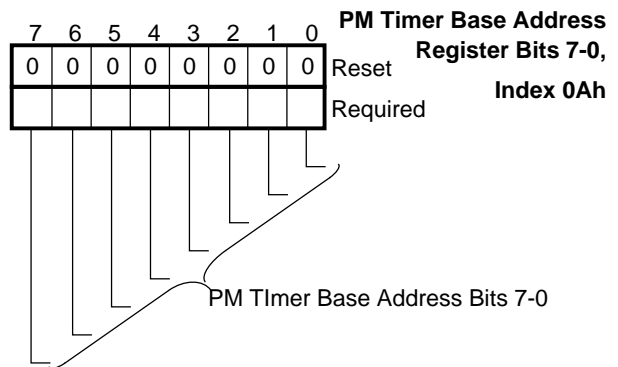 PM Timer Base Address
Register Bits 7-0,
Index 0Ah
7 6 5 4 3 2 1 0
0 0 0 0 0 0 0 0 Reset
Required
PM TImer Base Address Bits 7-0